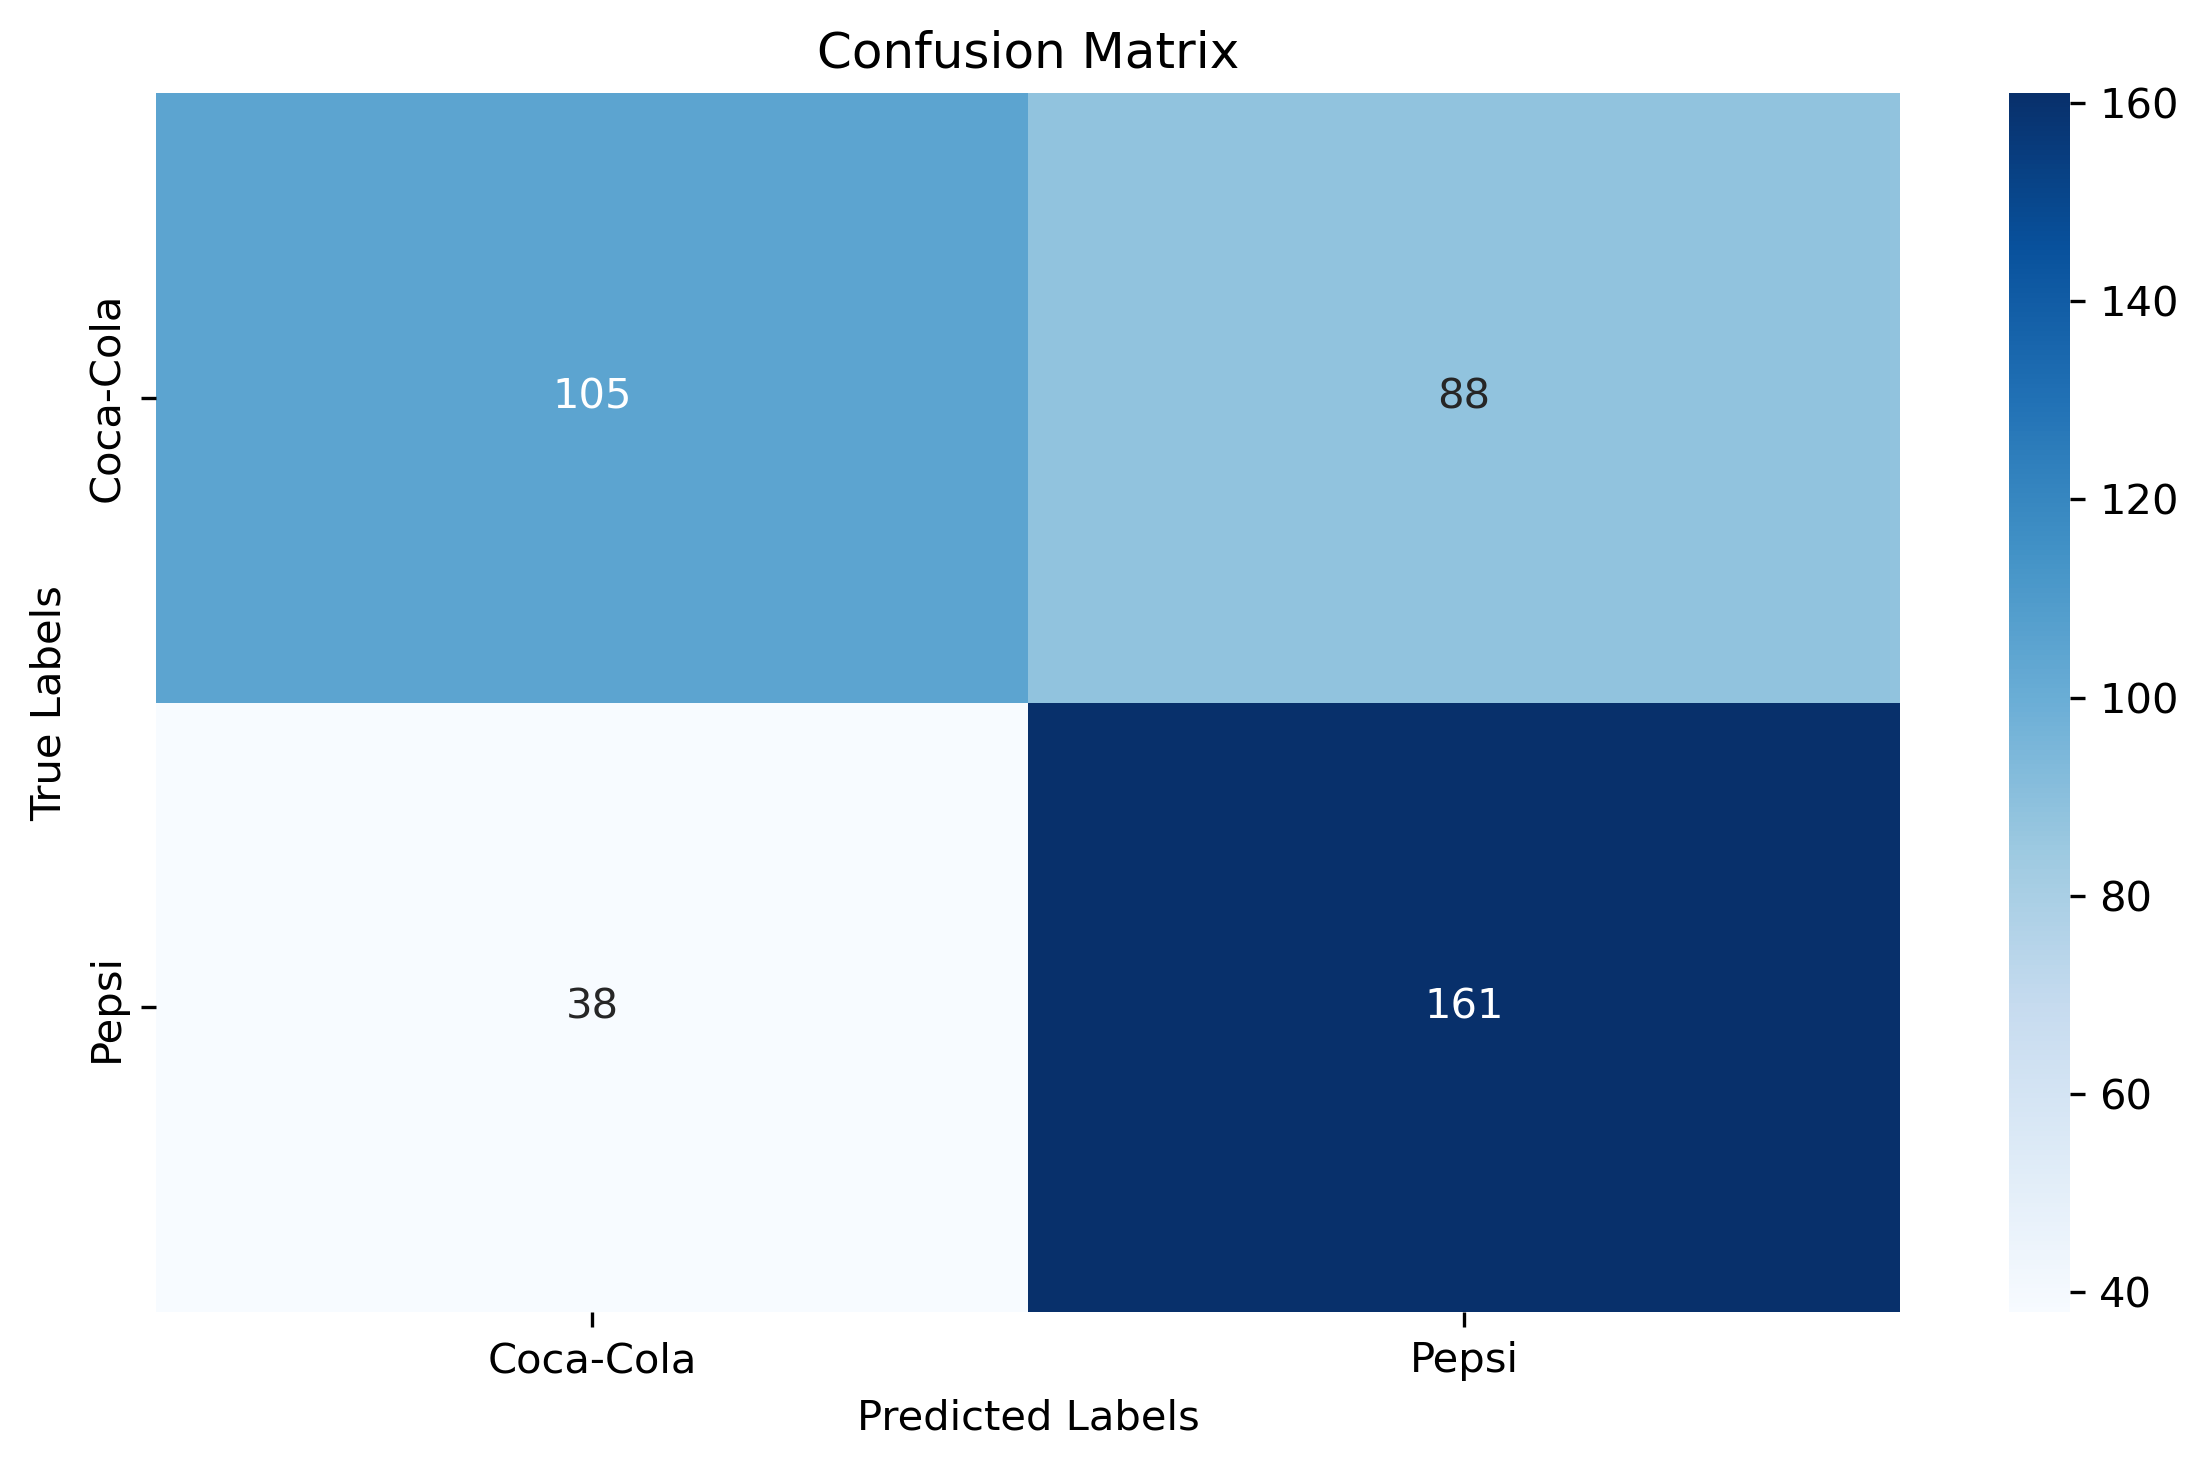 Confusion Matrix
True Labels
Coca-Cola
105
88
Pepsi
38
161
Coca-Cola
Pepsi
Predicted Labels
160
140
120
100
80
60
40